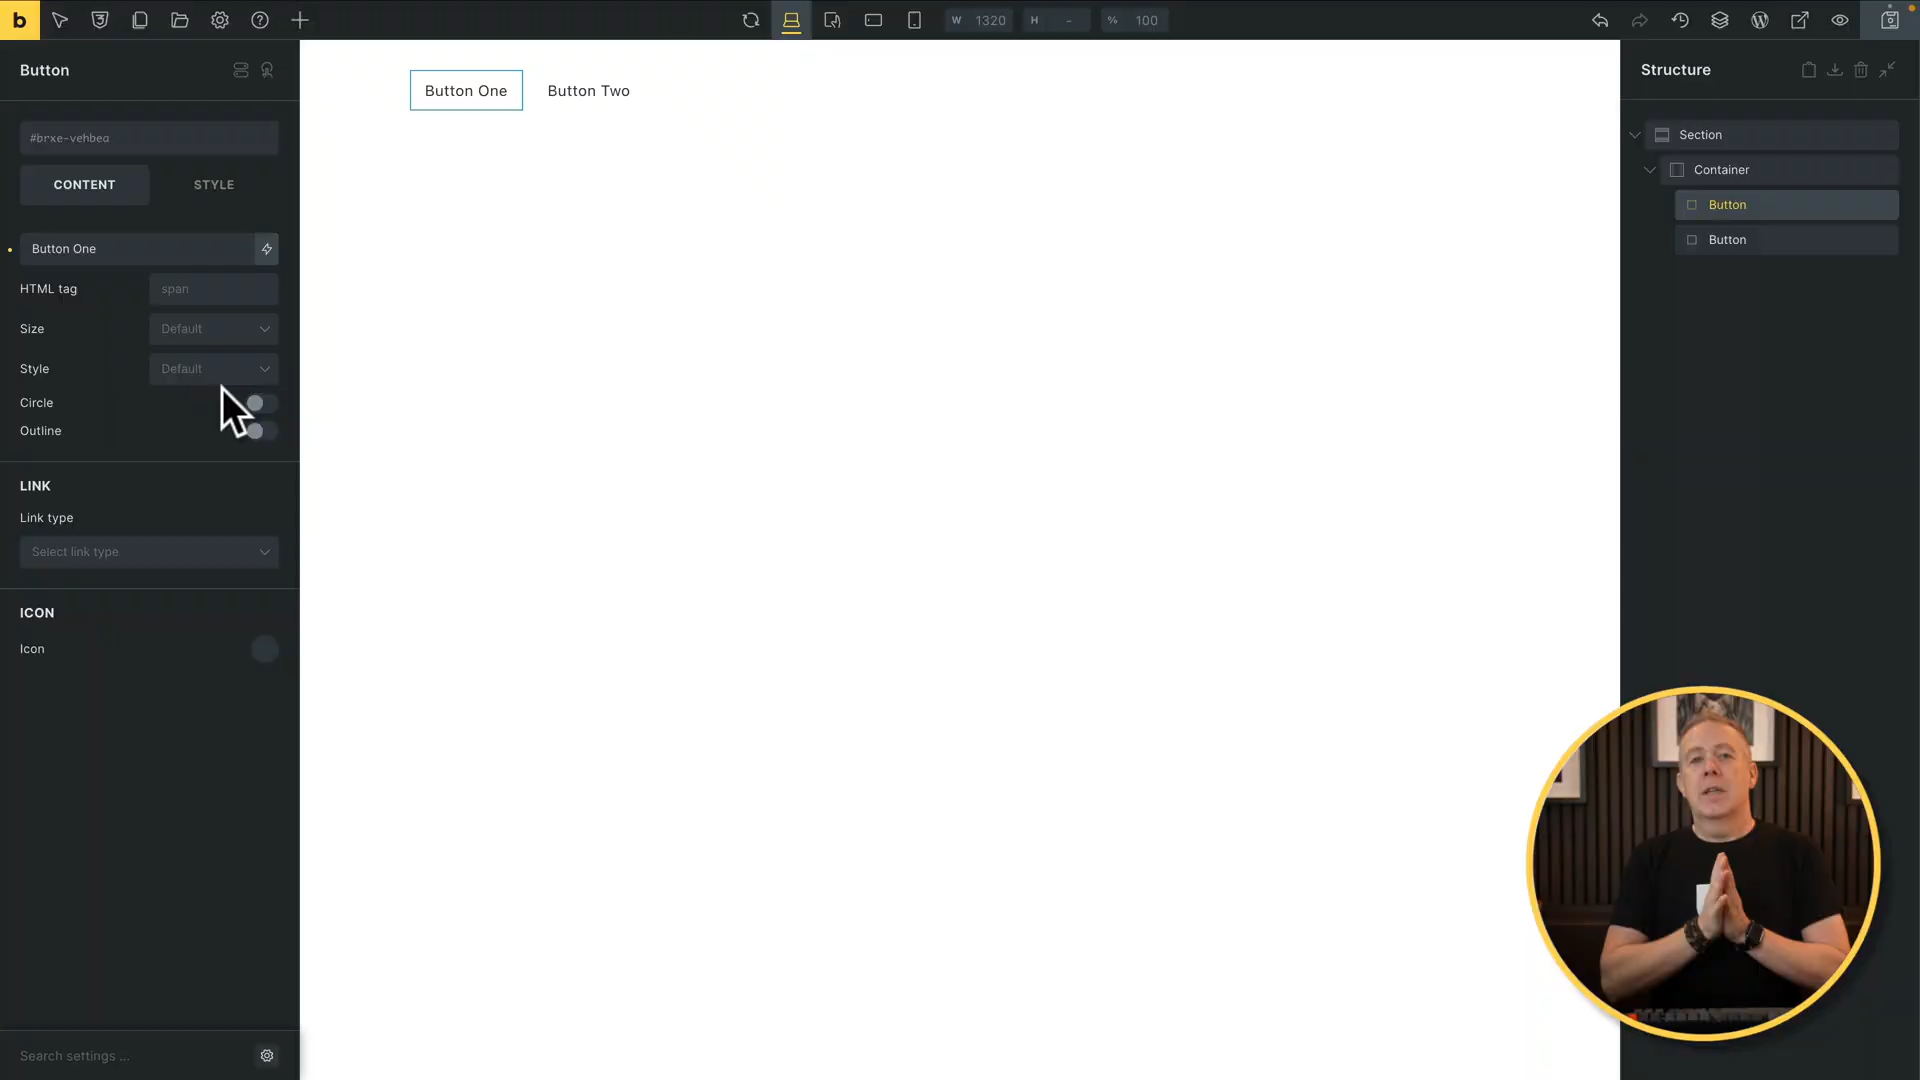 b
W 1320
H -
% 100
Button
#brxe-vehbea
CONTENT
STYLE
Button One
HTML tag
span
Size
Default
Style
Default
Circle
Outline
LINK
Link type
Select link type
ICON
Icon
Search settings ...
Button One
Button Two
Structure
Section
Container
Button
Button